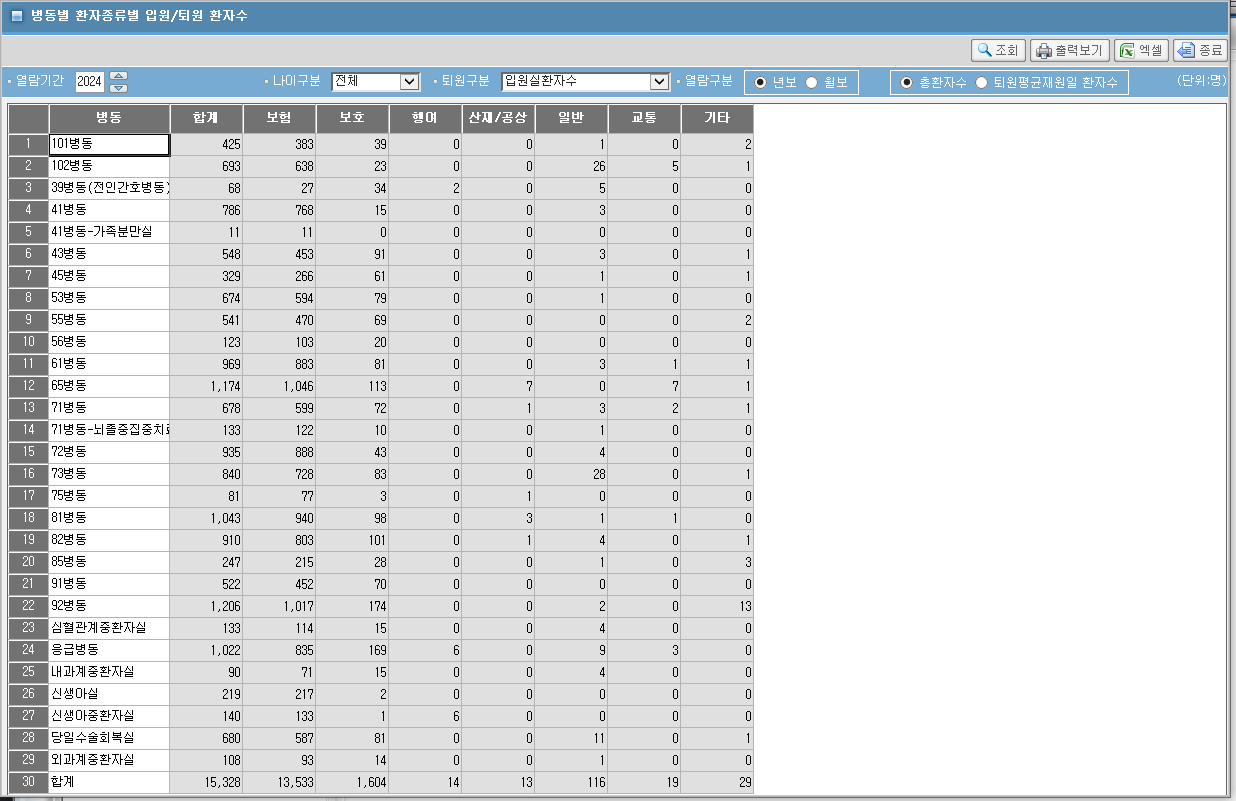 병동별 환자종류별 입원/퇴원 환자수
조회 출력보기 엑셀 종료
열람기간 2024 나이구분 전체 퇴원구분 입원실환자수 열람구분 년보 월보 총환자수 퇴원평균재원일 환자수 (단위:명)
병동 합계 보험 보호 행여 산재/공상 일반 교통 기타
1 101병동 425 383 39 0 0 1 0 2
2 102병동 693 638 23 0 0 26 5 1
3 39병동(전인간호병동) 68 27 34 2 0 5 0 0
4 41병동 786 768 15 0 0 3 0 0
5 41병동-가족분만실 11 11 0 0 0 0 0 0
6 43병동 548 453 91 0 0 3 0 1
7 45병동 329 266 61 0 0 1 0 1
8 53병동 674 594 79 0 0 1 0 0
9 55병동 541 470 69 0 0 0 0 2
10 56병동 123 103 20 0 0 0 0 0
11 61병동 969 883 81 0 0 3 1 1
12 65병동 1,174 1,046 113 0 7 0 7 1
13 71병동 678 599 72 0 1 3 2 1
14 71병동-뇌졸중집중치료 133 122 10 0 0 1 0 0
15 72병동 935 888 43 0 0 4 0 0
16 73병동 840 728 83 0 0 28 0 1
17 75병동 81 77 3 0 1 0 0 0
18 81병동 1,043 940 98 0 3 1 1 0
19 82병동 910 803 101 0 1 4 0 1
20 85병동 247 215 28 0 0 1 0 3
21 91병동 522 452 70 0 0 0 0 0
22 92병동 1,206 1,017 174 0 0 2 0 13
23 심혈관계중환자실 133 114 15 0 0 4 0 0
24 응급병동 1,022 835 169 6 0 9 3 0
25 내과계중환자실 90 71 15 0 0 4 0 0
26 신생아실 219 217 2 0 0 0 0 0
27 신생아중환자실 140 133 1 6 0 0 0 0
28 당일수술회복실 680 587 81 0 0 11 0 1
29 외과계중환자실 108 93 14 0 0 1 0 0
30 합계 15,328 13,533 1,604 14 13 116 19 29